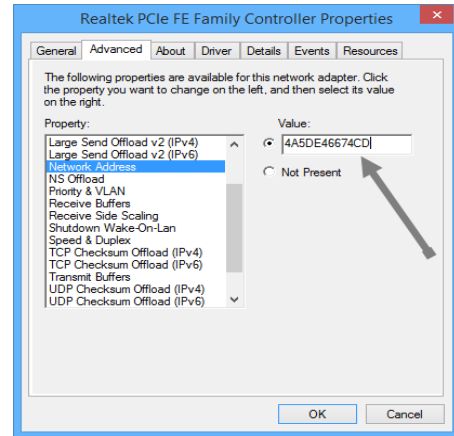 Realtek PCIe FE Family Controller Properties
General Advanced About Driver Details Events Resources
The following properties are available for this network adapter. Click
the property you want to change on the left, and then select its value
on the right.
Property:
Value:
Large Send Offload v2 (IPv4)
Large Send Offload v2 (IPv6)
Network Address
NS Offload
Priority & VLAN
Receive Buffers
Receive Side Scaling
Shutdown Wake-On-Lan
Speed & Duplex
TCP Checksum Offload (IPv4)
TCP Checksum Offload (IPv6)
Transmit Buffers
UDP Checksum Offload (IPv4)
UDP Checksum Offload (IPv6)
4A5DE46674CD
Not Present
OK
Cancel